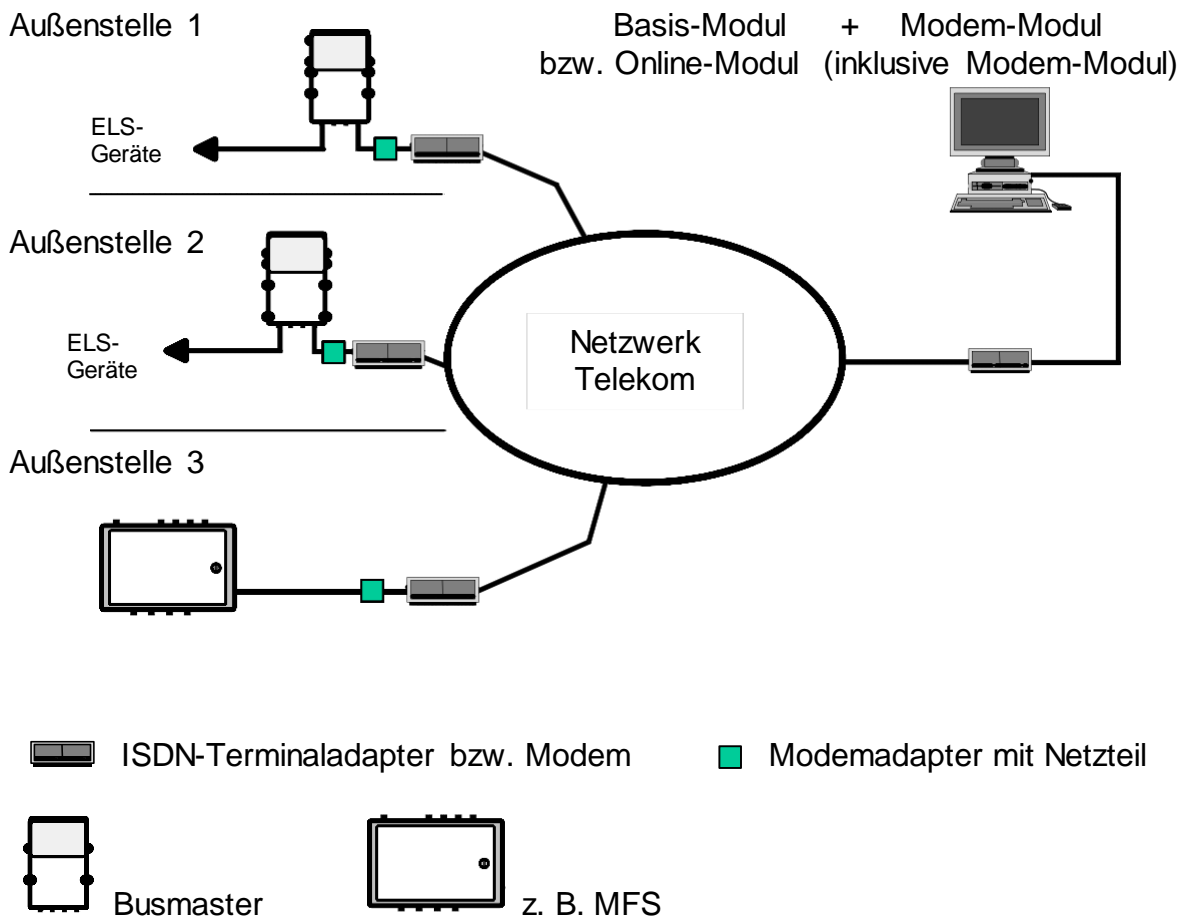 Außenstelle 1
Basis-Modul + Modem-Modul
bzw. Online-Modul (inklusive Modem-Modul)
ELS-
Geräte
Außenstelle 2
ELS-
Geräte
Netzwerk
Telekom
Außenstelle 3
ISDN-Terminaladapter bzw. Modem
Modemadapter mit Netzteil
Busmaster
z. B. MFS